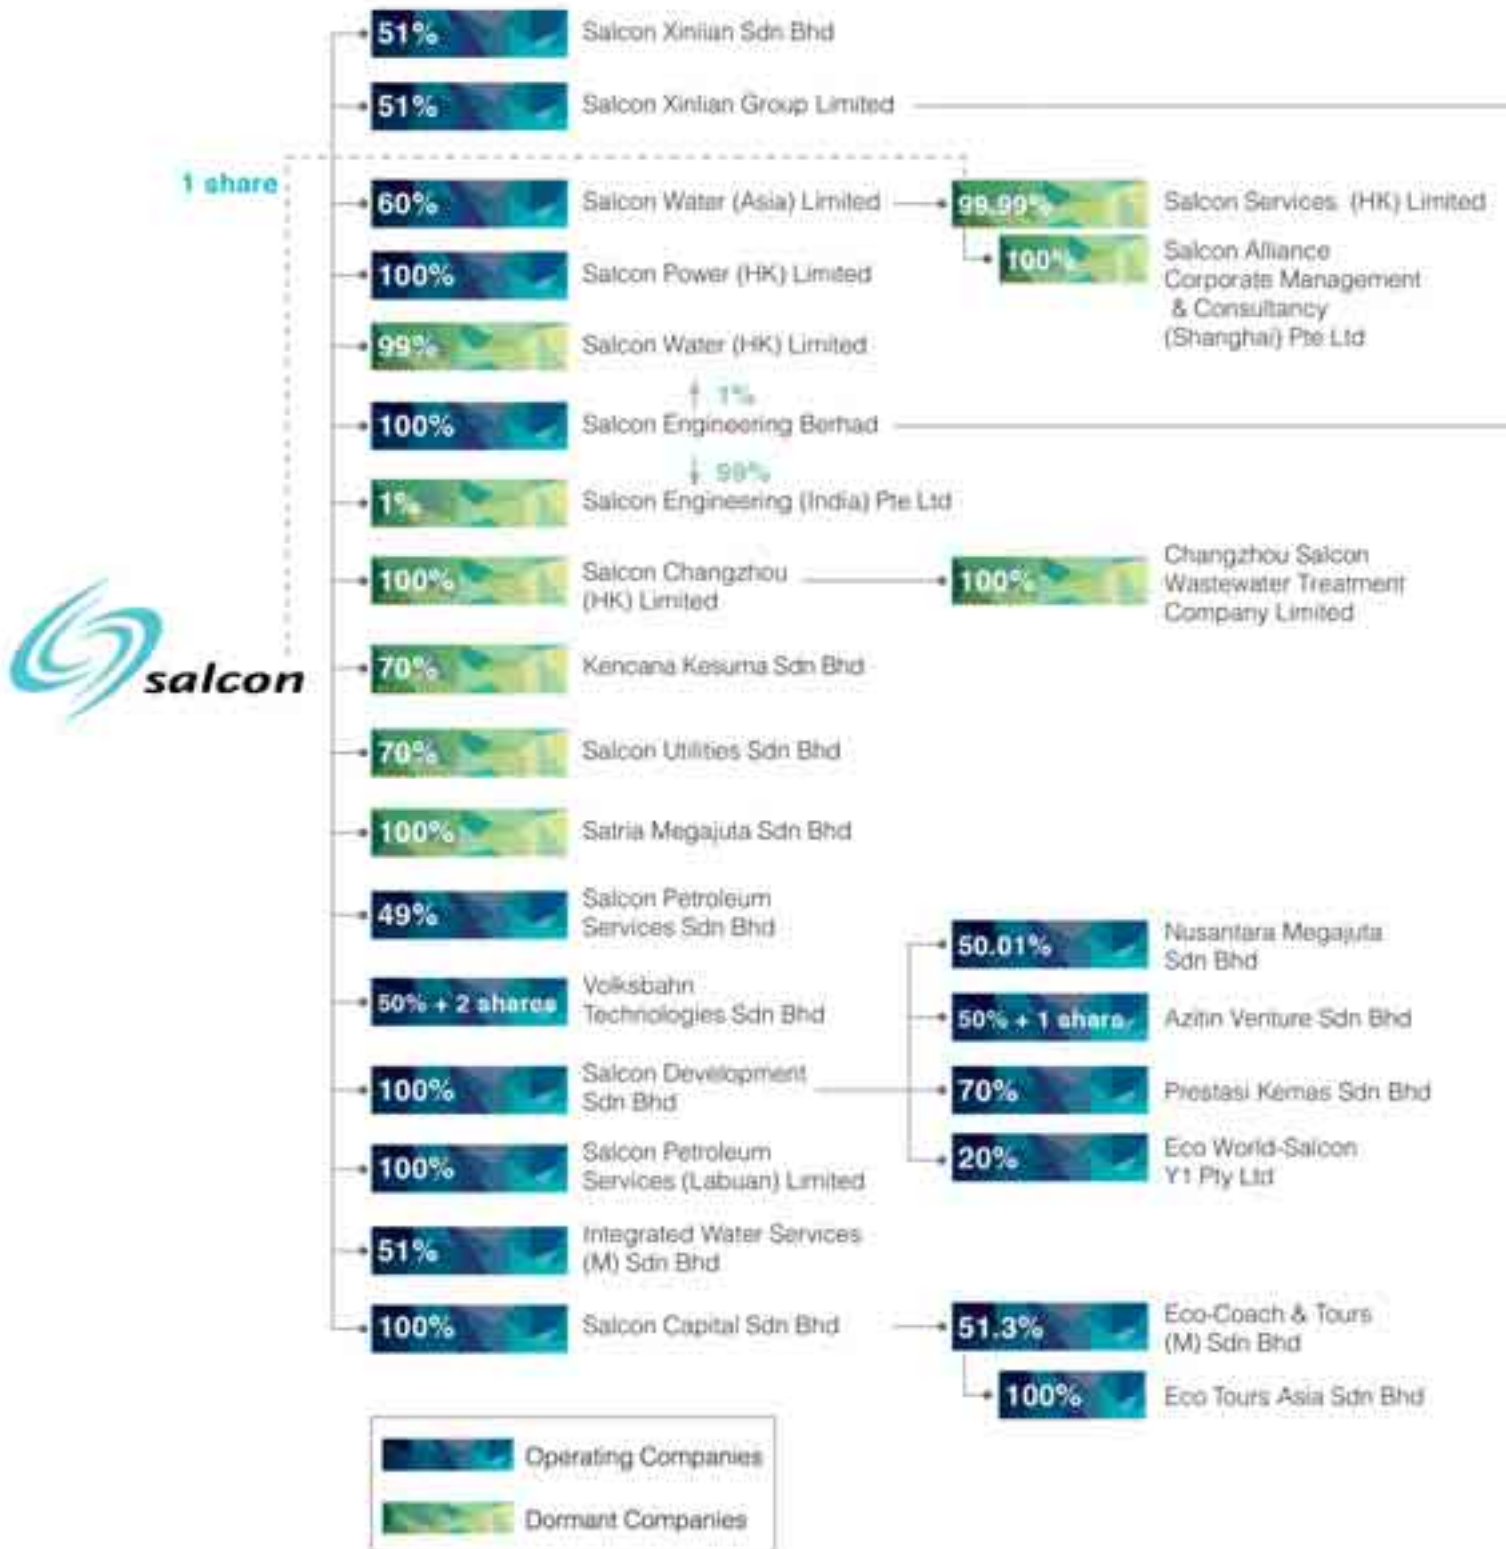 51% Salcon Xinlian Sdn Bhd
51% Salcon Xinlian Group Limited
1 share
60% Salcon Water (Asia) Limited 99.99% Salcon Services (HK) Limited
100% Salcon Alliance
Corporate Management
& Consultancy
(Shanghai) Pte Ltd
100% Salcon Power (HK) Limited
99% Salcon Water (HK) Limited
1%
100% Salcon Engineering Berhad
99%
1% Salcon Engineering (India) Pte Ltd
100% Salcon Changzhou
(HK) Limited
100% Changzhou Salcon
Wastewater Treatment
Company Limited
salcon
70% Kencana Kesuma Sdn Bhd
70% Salcon Utilities Sdn Bhd
100% Satria Megajuta Sdn Bhd
49% Salcon Petroleum
Services Sdn Bhd
50% + 2 shares Volksbahn
Technologies Sdn Bhd
100% Salcon Development
Sdn Bhd
50.01% Nusantara Megajuta
Sdn Bhd
50% + 1 share Azitin Venture Sdn Bhd
70% Prestasi Kemas Sdn Bhd
20% Eco World-Salcon
Y1 Pty Ltd
100% Salcon Petroleum
Services (Labuan) Limited
51% Integrated Water Services
(M) Sdn Bhd
100% Salcon Capital Sdn Bhd
51.3% Eco-Coach & Tours
(M) Sdn Bhd
100% Eco Tours Asia Sdn Bhd
Operating Companies
Dormant Companies